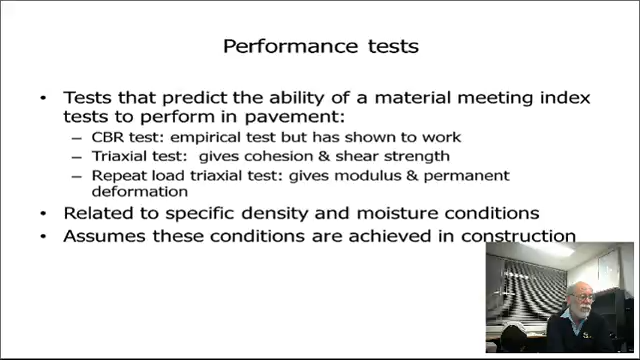 Performance tests
• Tests that predict the ability of a material meeting index
tests to perform in pavement:
– CBR test: empirical test but has shown to work
– Triaxial test: gives cohesion & shear strength
– Repeat load triaxial test: gives modulus & permanent
deformation
• Related to specific density and moisture conditions
• Assumes these conditions are achieved in construction